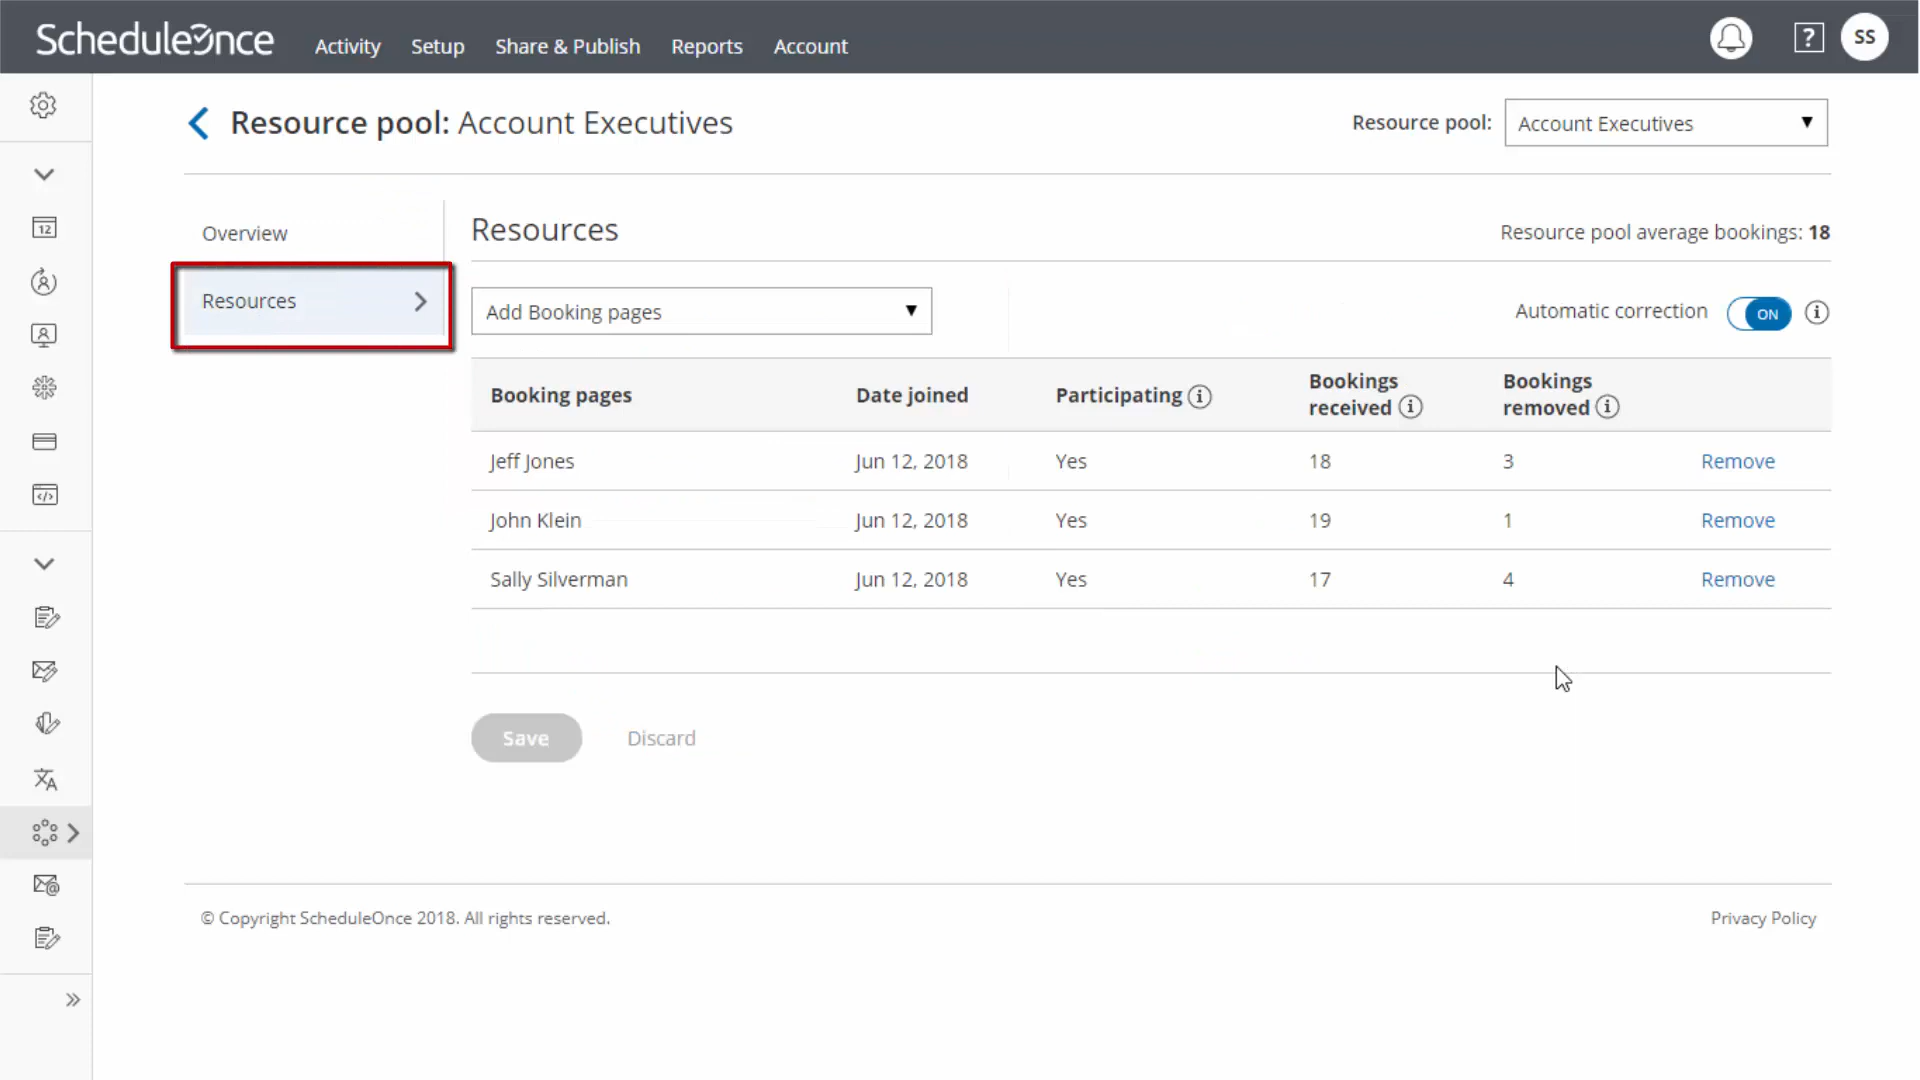 ScheduleOnce
Activity Setup Share & Publish Reports Account
? SS
Resource pool: Account Executives
Resource pool: Account Executives
Overview
Resources
Resources
Resource pool average bookings: 18
Add Booking pages
Automatic correction ON
Booking pages Date joined Participating Bookings received Bookings removed
Jeff Jones Jun 12, 2018 Yes 18 3 Remove
John Klein Jun 12, 2018 Yes 19 1 Remove
Sally Silverman Jun 12, 2018 Yes 17 4 Remove
Save Discard
© Copyright ScheduleOnce 2018. All rights reserved.
Privacy Policy
12